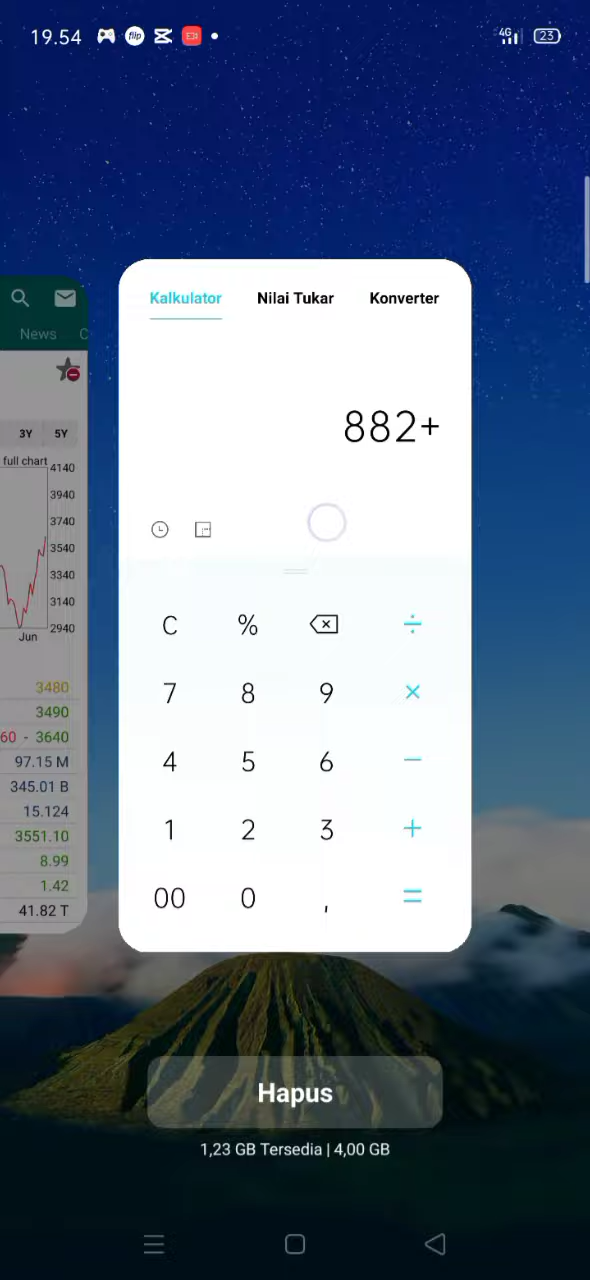 19.54 flip 4G 23
Kalkulator Nilai Tukar Konverter
882+
C % ÷
7 8 9 ×
4 5 6 −
1 2 3 +
00 0 , =
News C
3Y 5Y
full chart 4140
3940
3740
3540
3340
3140
2940
Jun
3480
3490
60 - 3640
97.15 M
345.01 B
15.124
3551.10
8.99
1.42
41.82 T
Hapus
1,23 GB Tersedia | 4,00 GB